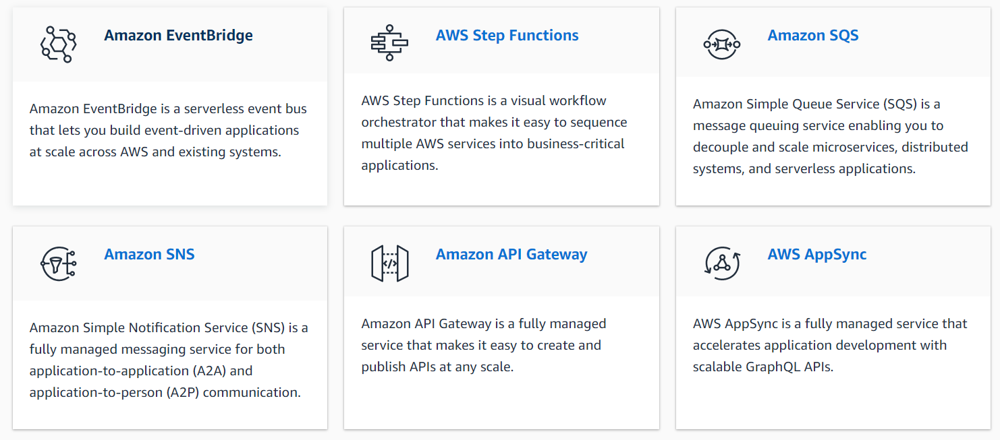 Amazon EventBridge
Amazon EventBridge is a serverless event bus
that lets you build event-driven applications
at scale across AWS and existing systems.
AWS Step Functions
AWS Step Functions is a visual workflow
orchestrator that makes it easy to sequence
multiple AWS services into business-critical
applications.
Amazon SQS
Amazon Simple Queue Service (SQS) is a
message queuing service enabling you to
decouple and scale microservices, distributed
systems, and serverless applications.
Amazon SNS
Amazon Simple Notification Service (SNS) is a
fully managed messaging service for both
application-to-application (A2A) and
application-to-person (A2P) communication.
Amazon API Gateway
Amazon API Gateway is a fully managed
service that makes it easy to create and
publish APIs at any scale.
AWS AppSync
AWS AppSync is a fully managed service that
accelerates application development with
scalable GraphQL APIs.